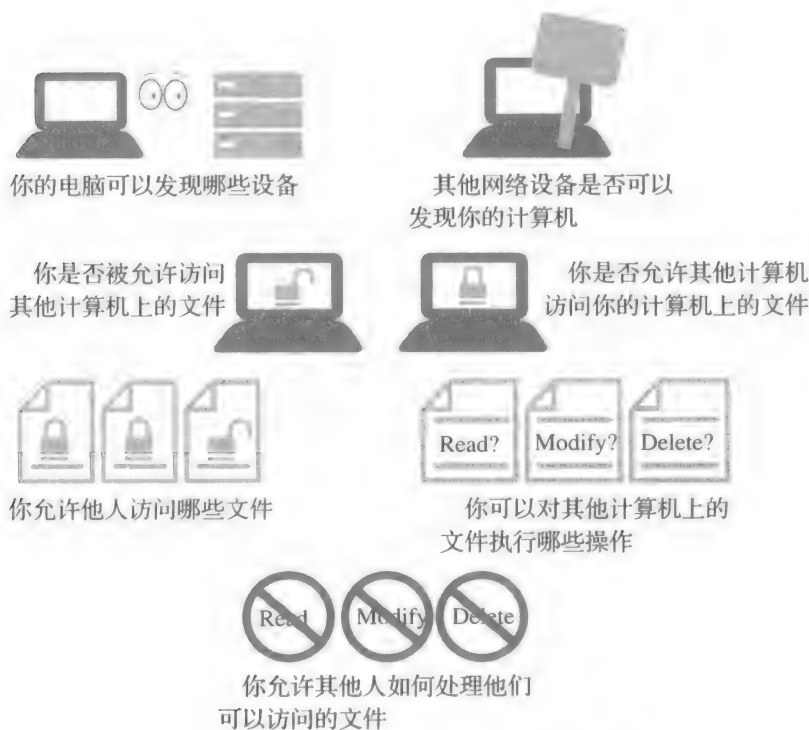 你的电脑可以发现哪些设备
其他网络设备是否可以
发现你的计算机
你是否被允许访问
其他计算机上的文件
你是否允许其他计算机
访问你的计算机上的文件
你允许他人访问哪些文件
Read?
Modify?
Delete?
你可以对其他计算机上的
文件执行哪些操作
Read
Modify
Delete
你允许其他人如何处理他们
可以访问的文件